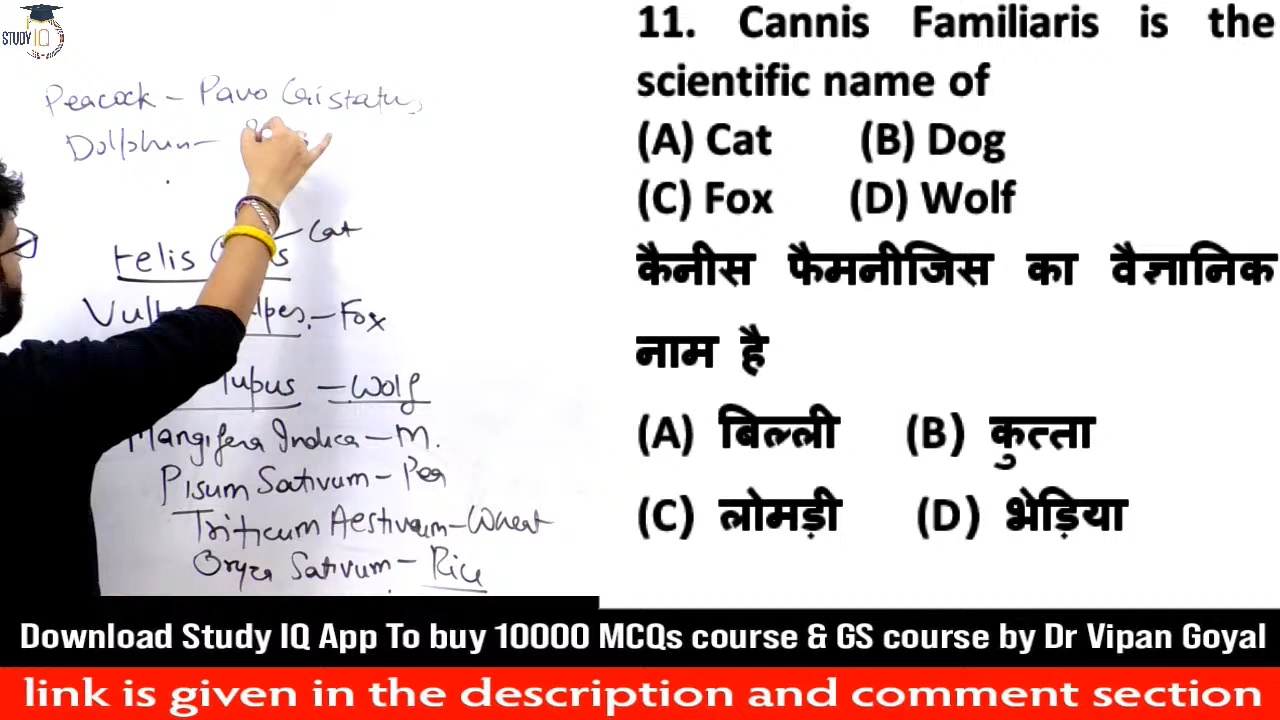 STUDY IQ
Peacock - Pavo Cristatus
Dolphin -
Felis - Cat
- Fox
lupus - Wolf
Mangifera Indica - M.
Pisum Sativum - Pea
Triticum Aestivum - Wheat
Oryza Sativum - Rice
11. Cannis Familiaris is the
scientific name of
(A) Cat (B) Dog
(C) Fox (D) Wolf
कैनीस फैमनीजिस का वैज्ञानिक
नाम है
(A) बिल्ली (B) कुत्ता
(C) लोमड़ी (D) भेड़िया
Download Study IQ App To buy 10000 MCQs course & GS course by Dr Vipan Goyal
link is given in the description and comment section